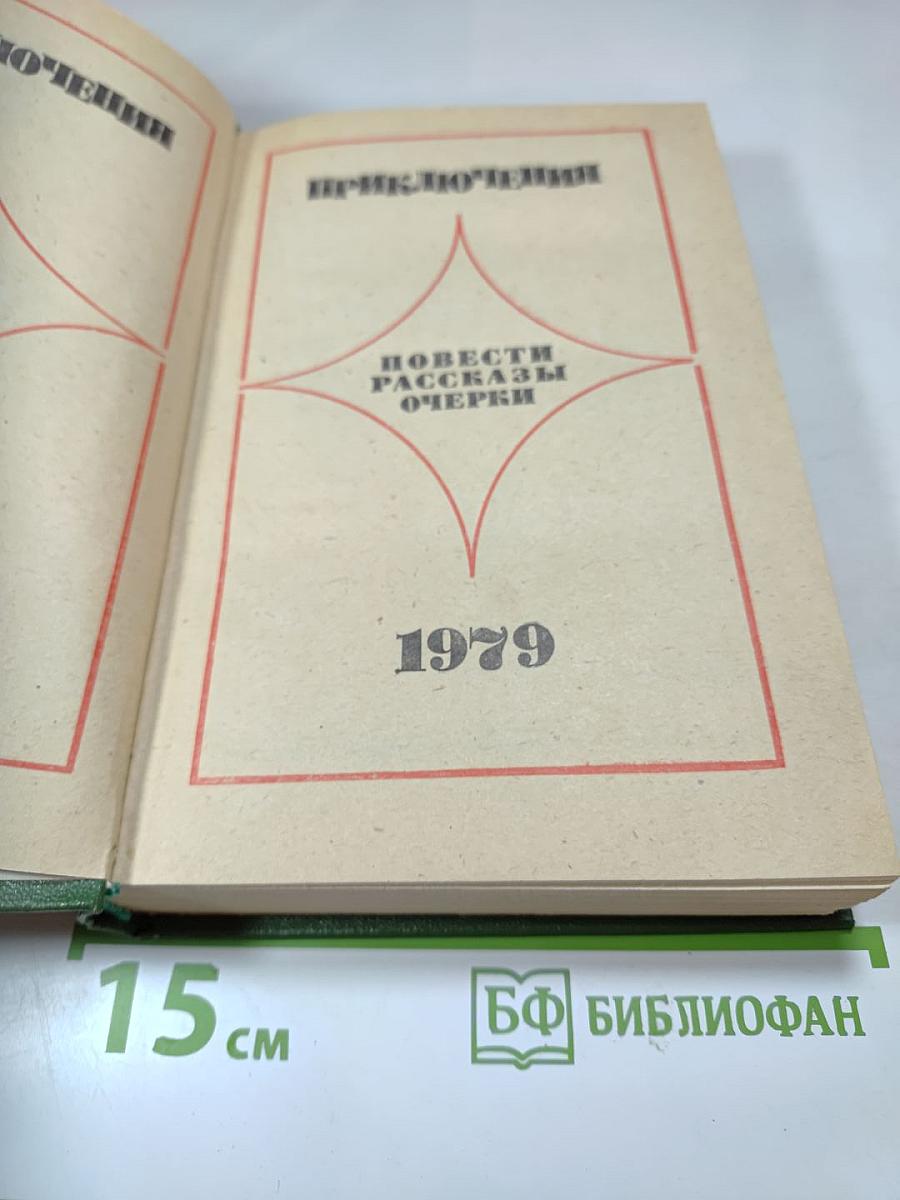 ПРИКЛЮЧЕНИЯ
ПОВЕСТИ
РАССКАЗЫ
ОЧЕРКИ
1979
15 см
БФ БИБЛИОФАН